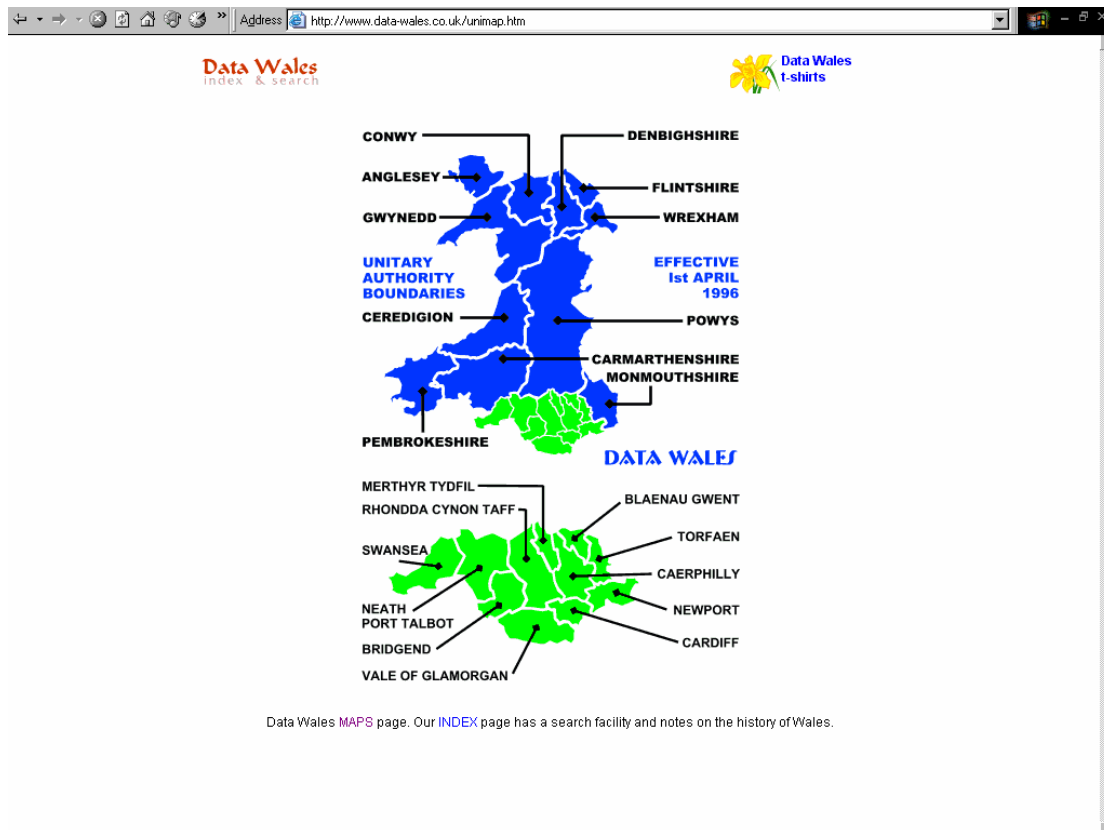 Address http://www.data-wales.co.uk/unimap.htm
Data Wales
index & search
Data Wales
t-shirts
CONWY
DENBIGHSHIRE
ANGLESEY
FLINTSHIRE
GWYNEDD
WREXHAM
UNITARY
AUTHORITY
BOUNDARIES
EFFECTIVE
Ist APRIL
1996
CEREDIGION
POWYS
CARMARTHENSHIRE
MONMOUTHSHIRE
PEMBROKESHIRE
DATA WALES
MERTHYR TYDFIL
BLAENAU GWENT
RHONDDA CYNON TAFF
TORFAEN
SWANSEA
CAERPHILLY
NEATH
PORT TALBOT
NEWPORT
BRIDGEND
CARDIFF
VALE OF GLAMORGAN
Data Wales MAPS page. Our INDEX page has a search facility and notes on the history of Wales.